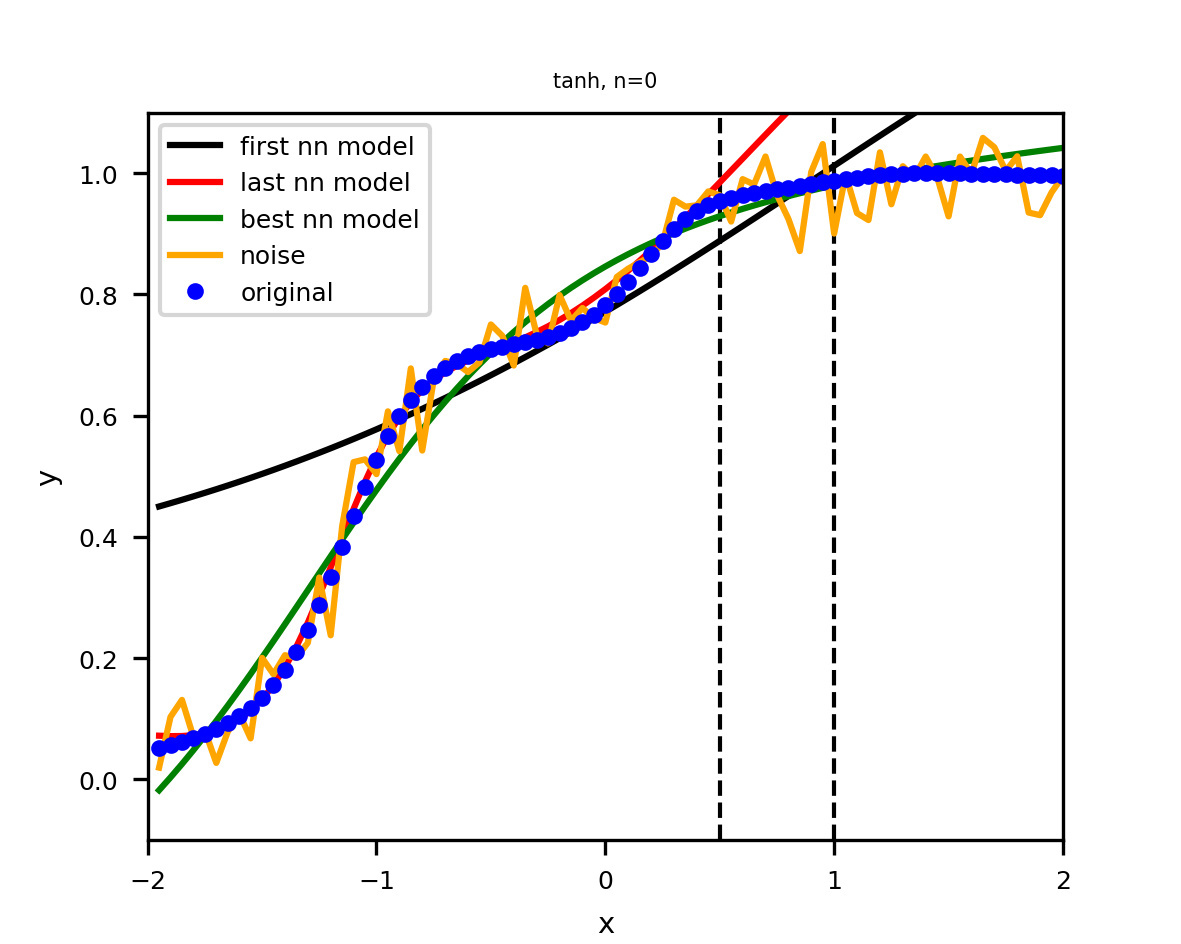 tanh, n=0
first nn model
last nn model
best nn model
noise
original
1.0
0.8
0.6
0.4
0.2
0.0
y
−2
−1
0
1
2
x